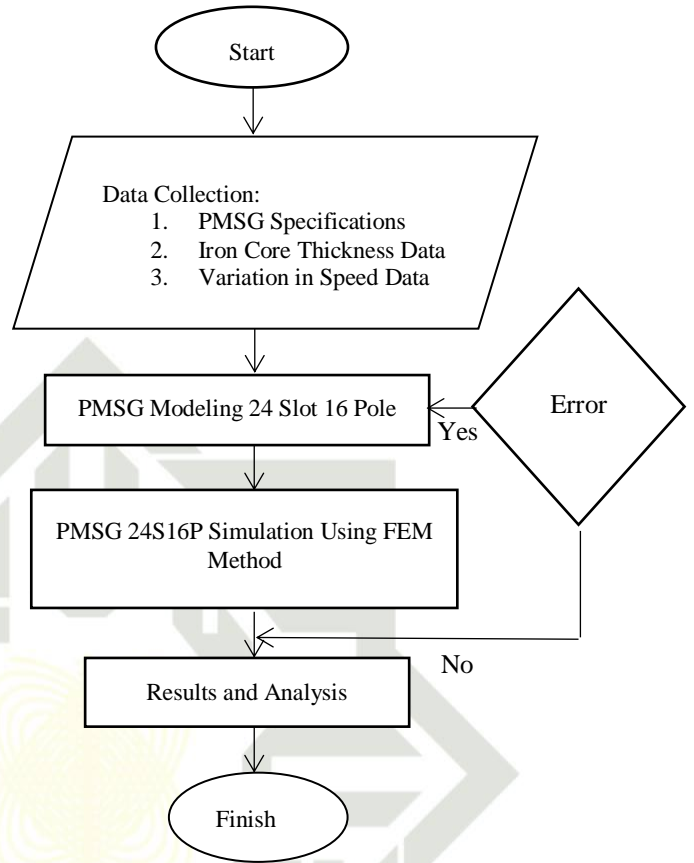 Start
Data Collection:
1. PMSG Specifications
2. Iron Core Thickness Data
3. Variation in Speed Data
PMSG Modeling 24 Slot 16 Pole
Error
Yes
PMSG 24S16P Simulation Using FEM
Method
No
Results and Analysis
Finish